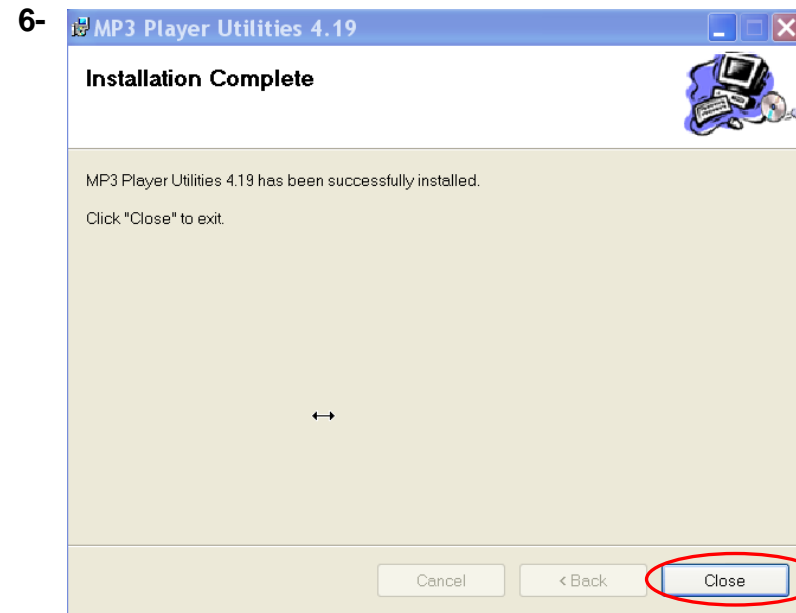 6-
MP3 Player Utilities 4.19
Installation Complete
MP3 Player Utilities 4.19 has been successfully installed.
Click "Close" to exit.
Cancel
< Back
Close